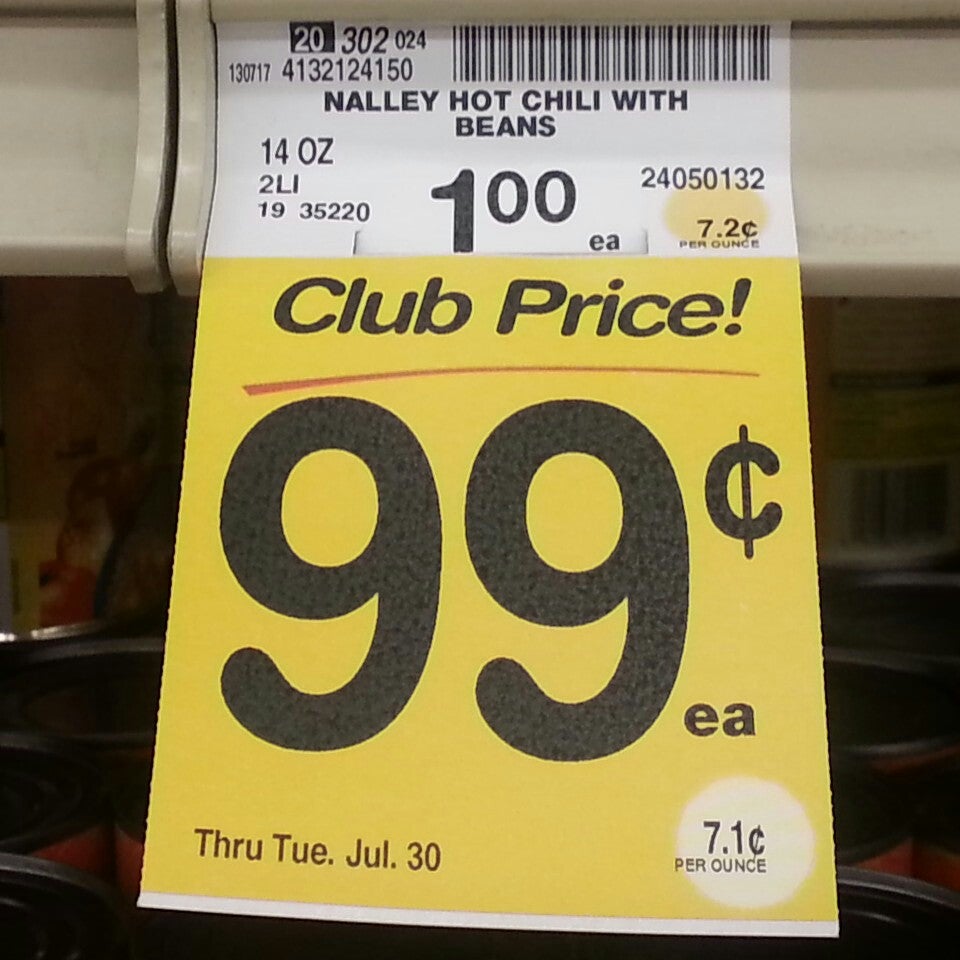 20 302 024
130717 4132124150
NALLEY HOT CHILI WITH
BEANS
14 OZ
2LI
19 35220
1.00
ea
24050132
7.2¢
PER OUNCE
Club Price!
99¢
ea
Thru Tue. Jul. 30
7.1¢
PER OUNCE